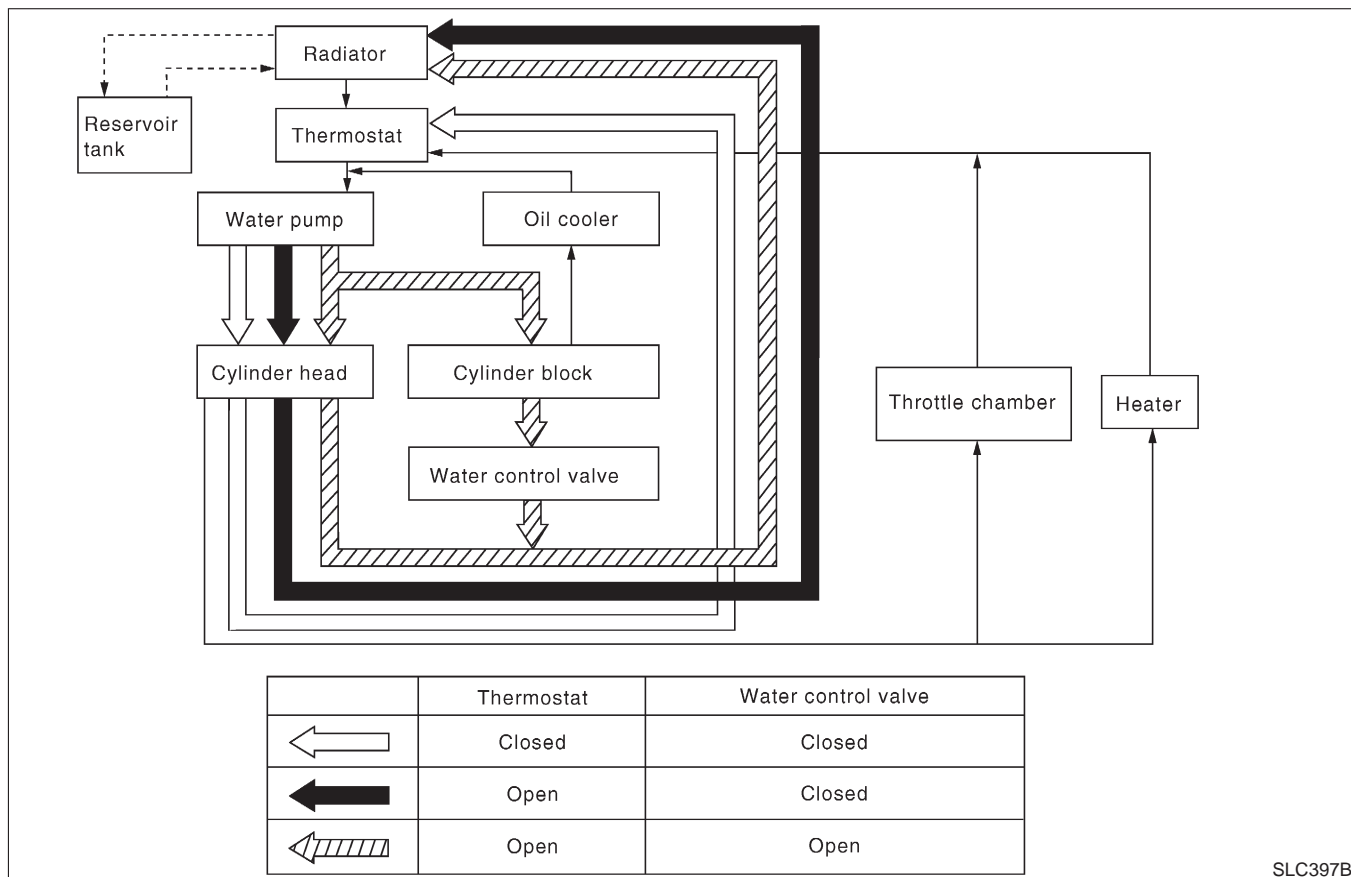 Radiator
Reservoir
tank
Thermostat
Water pump
Oil cooler
Cylinder head
Cylinder block
Throttle chamber
Heater
Water control valve
Thermostat
Water control valve
Closed
Closed
Open
Closed
Open
Open
SLC397B